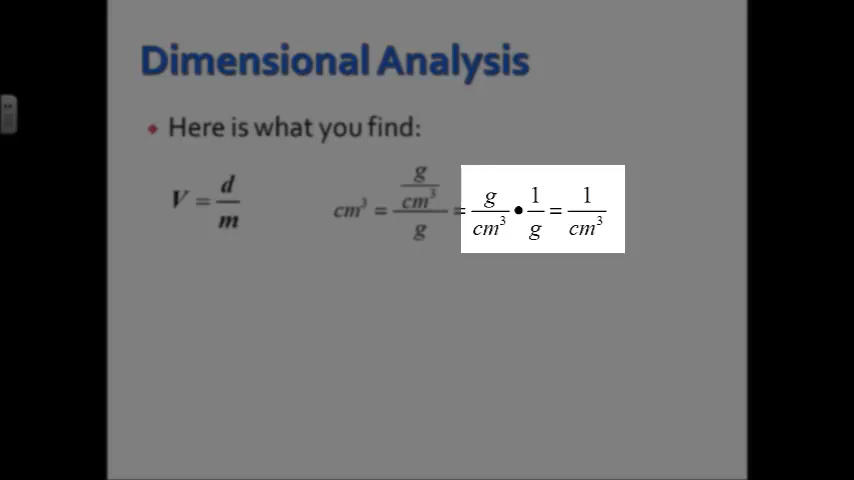 Dimensional Analysis
Here is what you find:
V = d/m cm³ = (g/cm³)/g = g/cm³ • 1/g = 1/cm³